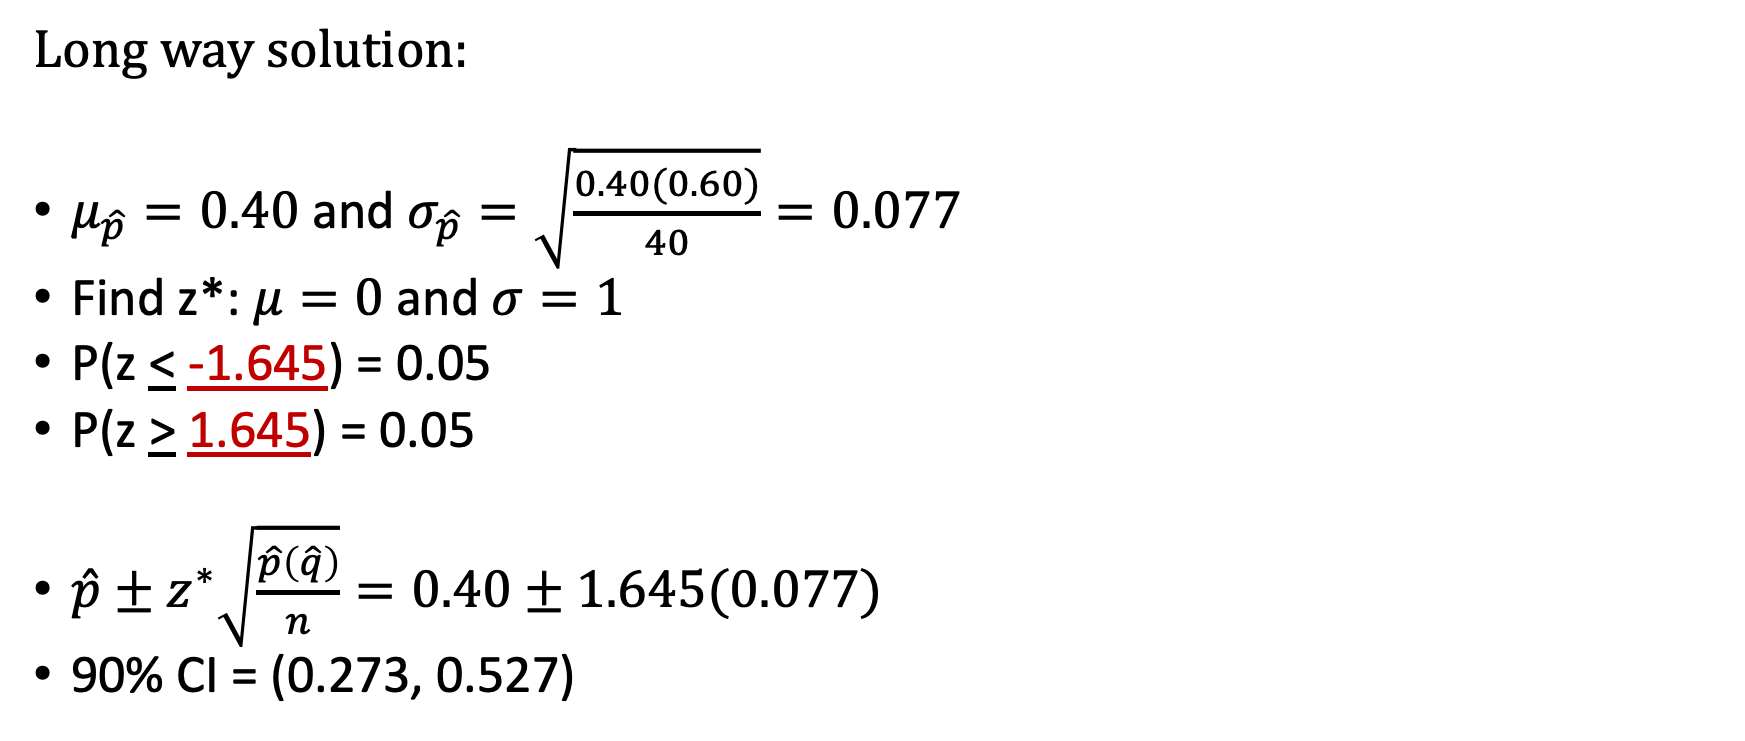 Long way solution:
• μ_p̂ = 0.40 and σ_p̂ = √(0.40(0.60)/40) = 0.077
• Find z*: μ = 0 and σ = 1
• P(z ≤ -1.645) = 0.05
• P(z ≥ 1.645) = 0.05
• p̂ ± z* √(p̂(q̂)/n) = 0.40 ± 1.645(0.077)
• 90% CI = (0.273, 0.527)